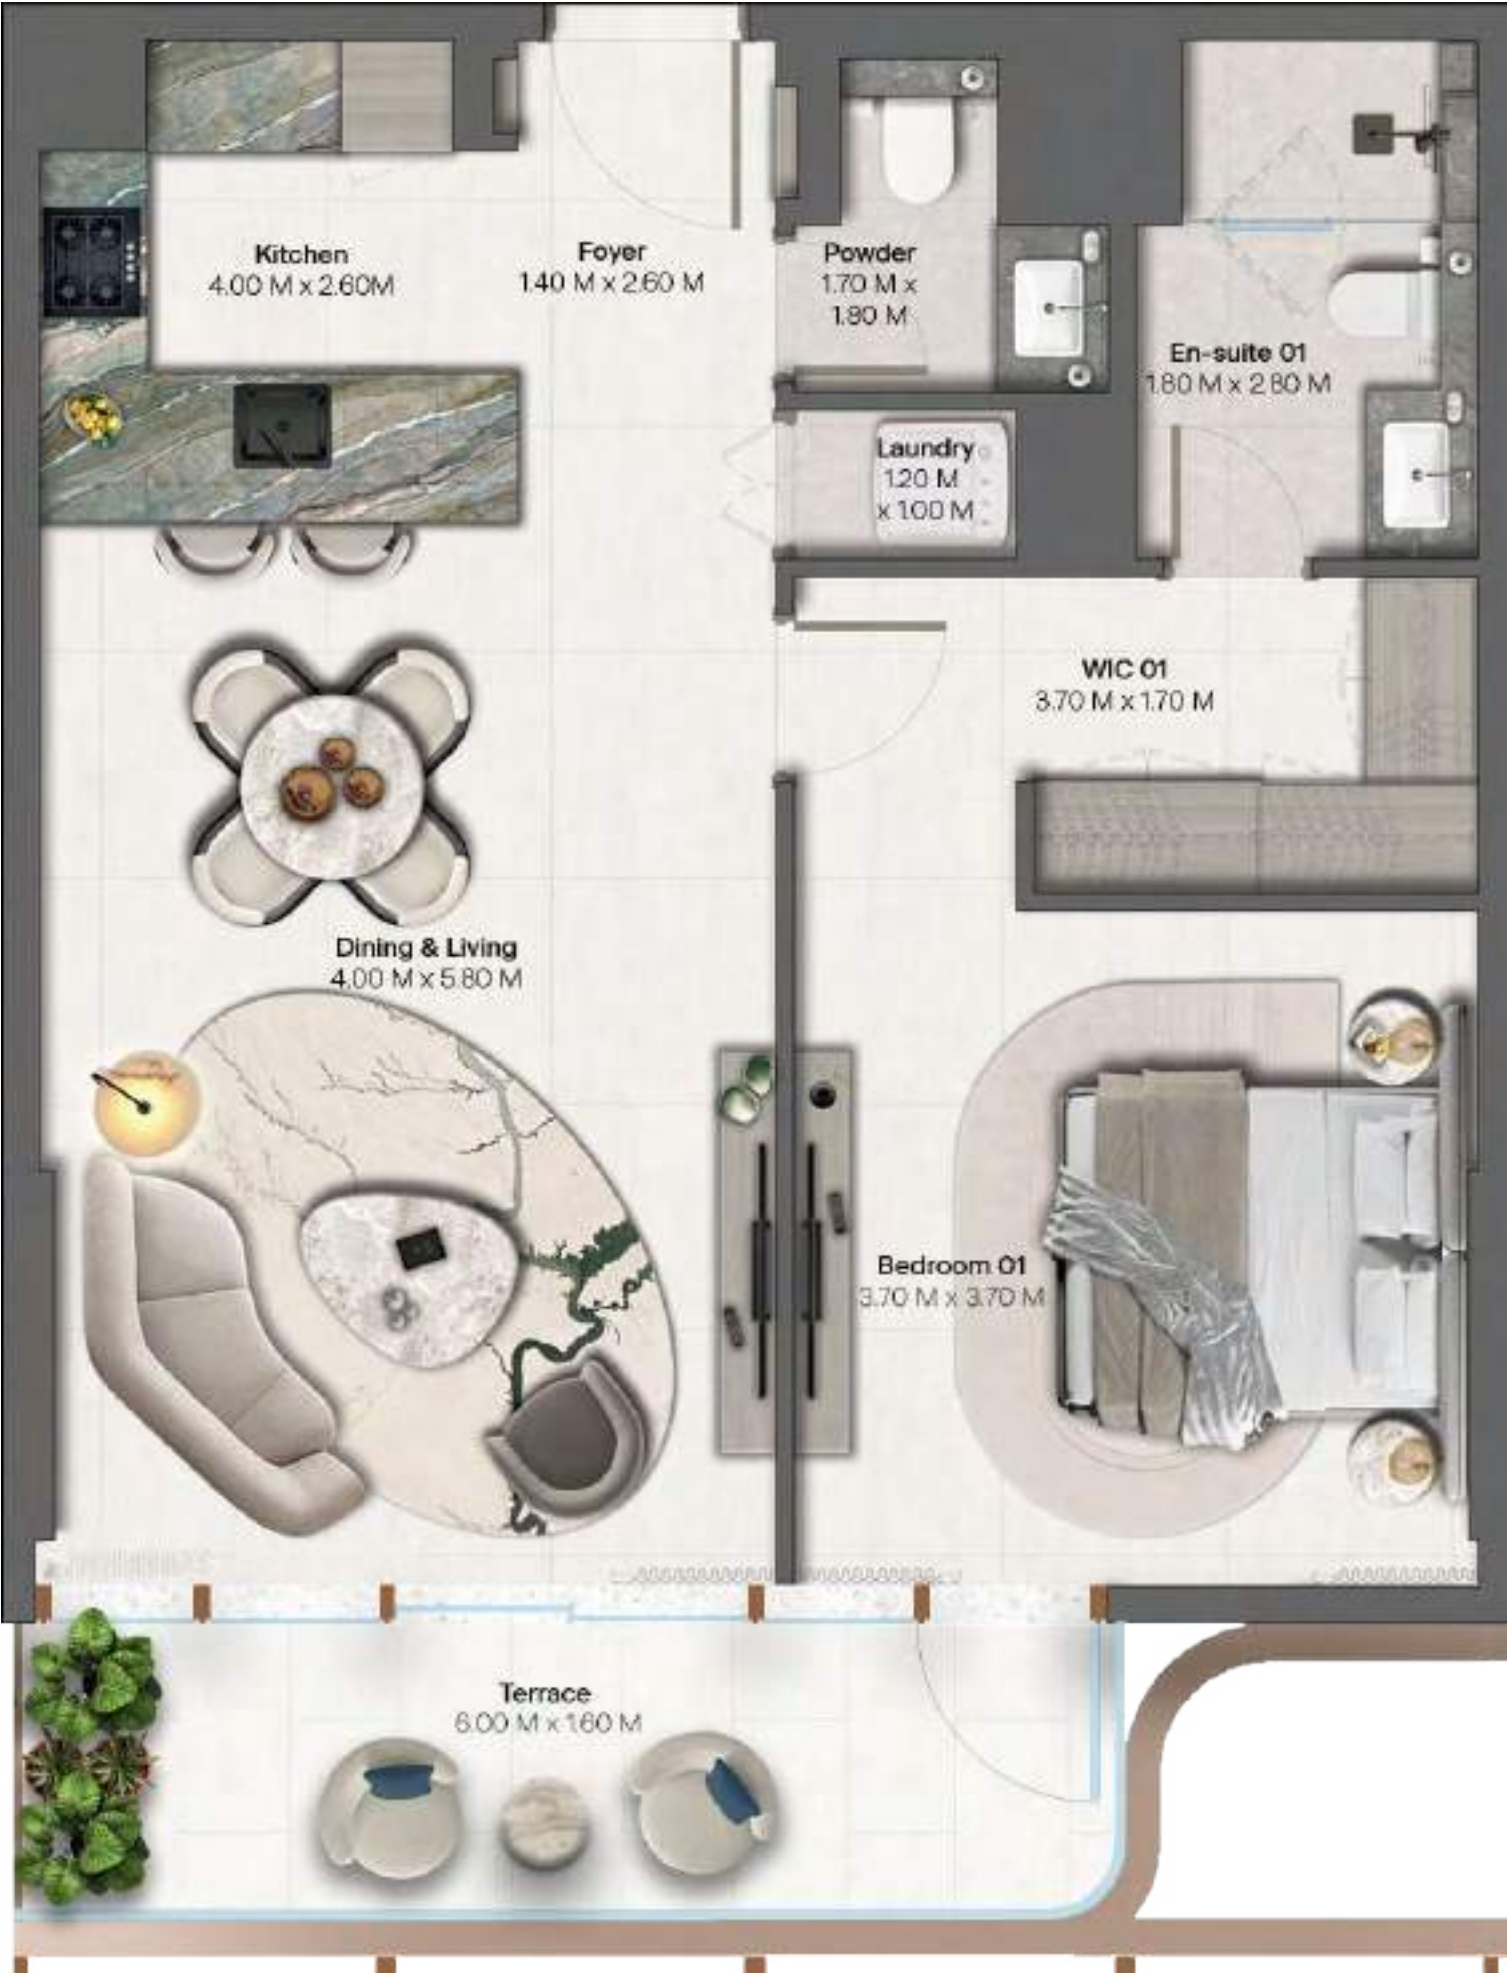 Kitchen
4.00 M x 2.60M
Foyer
1.40 M x 2.60 M
Powder
1.70 M x
1.80 M
En-suite 01
1.80 M x 2.80 M
Laundry
1.20 M
x 1.00 M
WIC 01
3.70 M x 1.70 M
Dining & Living
4.00 M x 5.80 M
Bedroom 01
3.70 M x 3.70 M
Terrace
6.00 M x 1.60 M